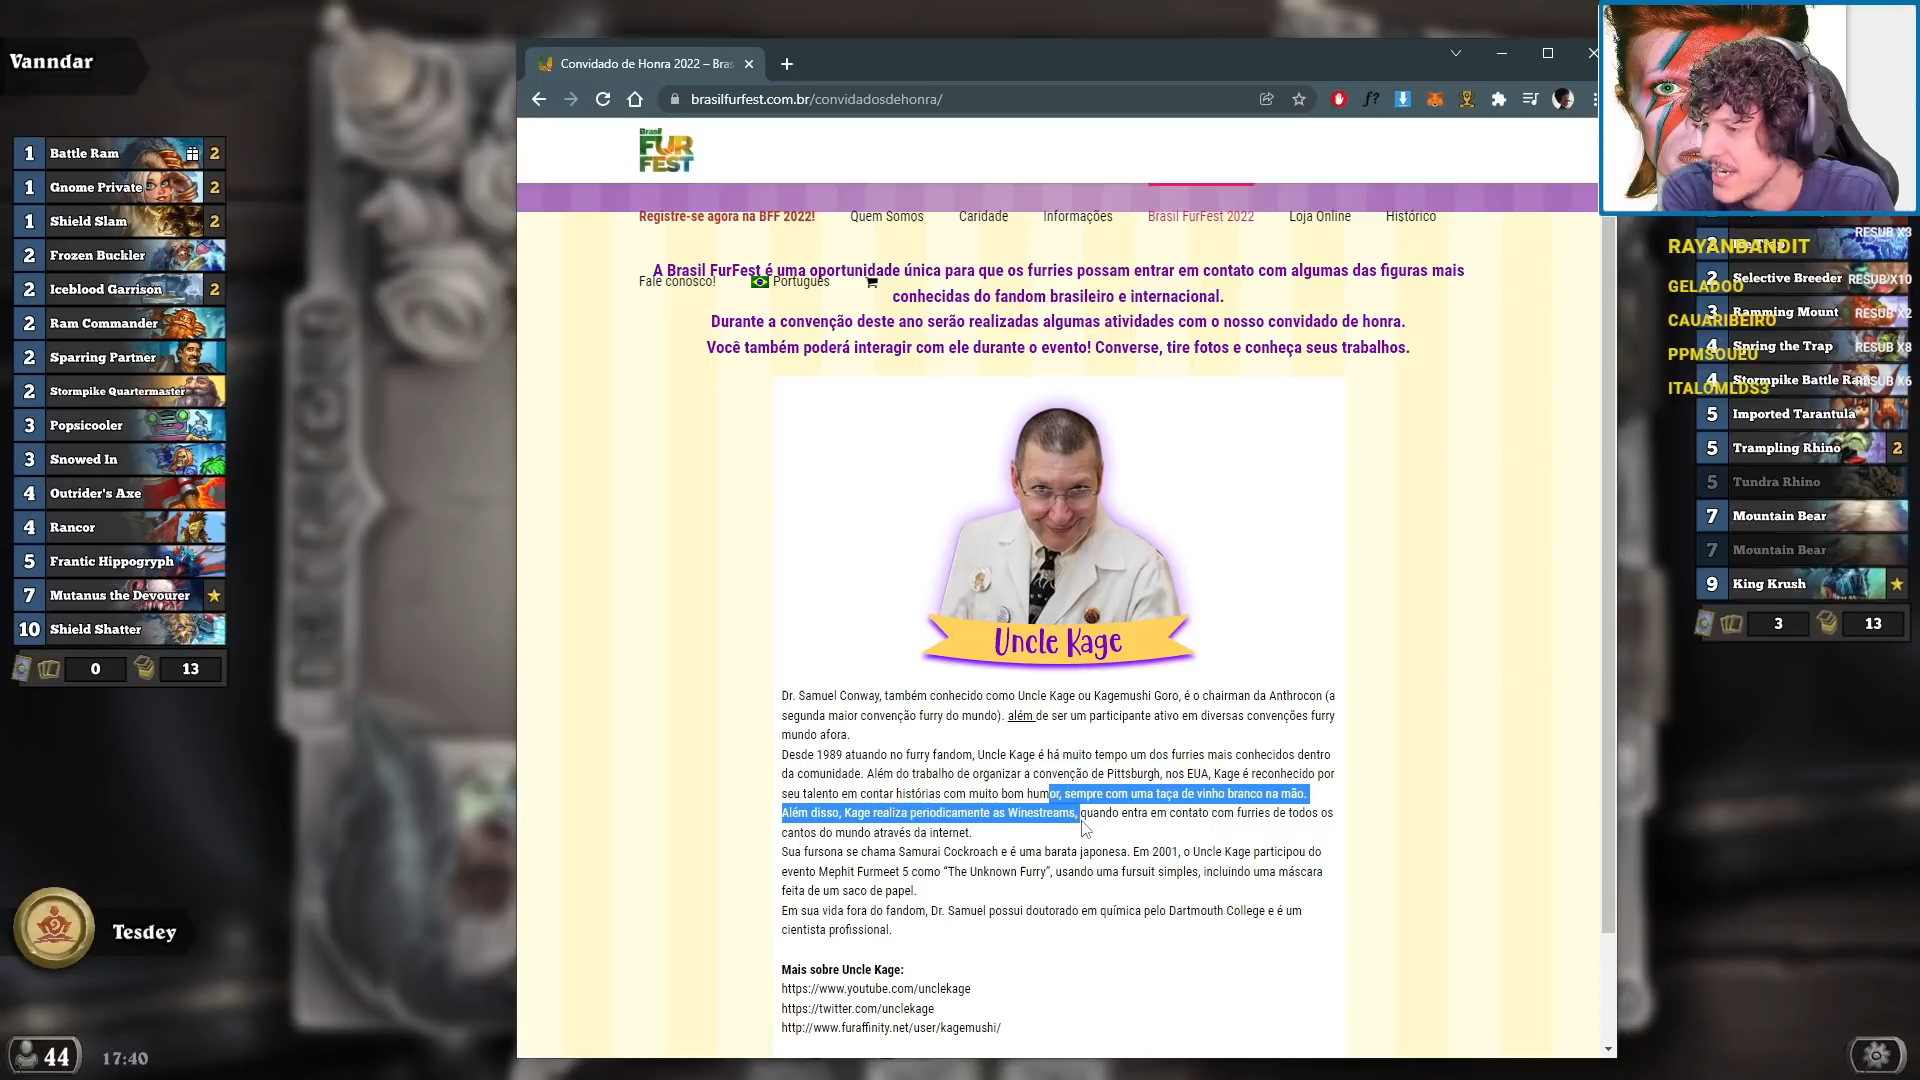 Vanndar
1 Battle Ram 2
1 Gnome Private 2
1 Shield Slam 2
2 Frozen Buckler
2 Iceblood Garrison 2
2 Ram Commander
2 Sparring Partner
2 Stormpike Quartermaster
3 Popsicooler
3 Snowed In
4 Outrider's Axe
4 Rancor
5 Frantic Hippogryph
7 Mutanus the Devourer
10 Shield Shatter
0 13
Tesdey
44 17:40
Convidado de Honra 2022 – Bras
brasilfurfest.com.br/convidadosdehonra/
f?
Brasil
FUR
FEST
Registre-se agora na BFF 2022! Quem Somos Caridade Informações Brasil FurFest 2022 Loja Online Histórico
Fale conosco! Português
A Brasil FurFest é uma oportunidade única para que os furries possam entrar em contato com algumas das figuras mais
conhecidas do fandom brasileiro e internacional.
Durante a convenção deste ano serão realizadas algumas atividades com o nosso convidado de honra.
Você também poderá interagir com ele durante o evento! Converse, tire fotos e conheça seus trabalhos.
Uncle Kage
Dr. Samuel Conway, também conhecido como Uncle Kage ou Kagemushi Goro, é o chairman da Anthrocon (a
segunda maior convenção furry do mundo). além de ser um participante ativo em diversas convenções furry
mundo afora.
Desde 1989 atuando no furry fandom, Uncle Kage é há muito tempo um dos furries mais conhecidos dentro
da comunidade. Além do trabalho de organizar a convenção de Pittsburgh, nos EUA, Kage é reconhecido por
seu talento em contar histórias com muito bom humor, sempre com uma taça de vinho branco na mão.
Além disso, Kage realiza periodicamente as Winestreams, quando entra em contato com furries de todos os
cantos do mundo através da internet.
Sua fursona se chama Samurai Cockroach e é uma barata japonesa. Em 2001, o Uncle Kage participou do
evento Mephit Furmeet 5 como “The Unknown Furry”, usando uma fursuit simples, incluindo uma máscara
feita de um saco de papel.
Em sua vida fora do fandom, Dr. Samuel possui doutorado em química pelo Dartmouth College e é um
cientista profissional.
Mais sobre Uncle Kage:
https://www.youtube.com/unclekage
https://twitter.com/unclekage
http://www.furaffinity.net/user/kagemushi/
RAYANBANDIT RESUB X3
GELADOO RESUB X10
CAUARIBEIRO RESUB X2
PPMSOUEU RESUB X8
ITALOMLDS3 RESUB X6
2 Ice Trap
2 Selective Breeder
3 Ramming Mount
4 Spring the Trap
4 Stormpike Battle Ram
5 Imported Tarantula
5 Trampling Rhino 2
5 Tundra Rhino
7 Mountain Bear
7 Mountain Bear
9 King Krush
3 13